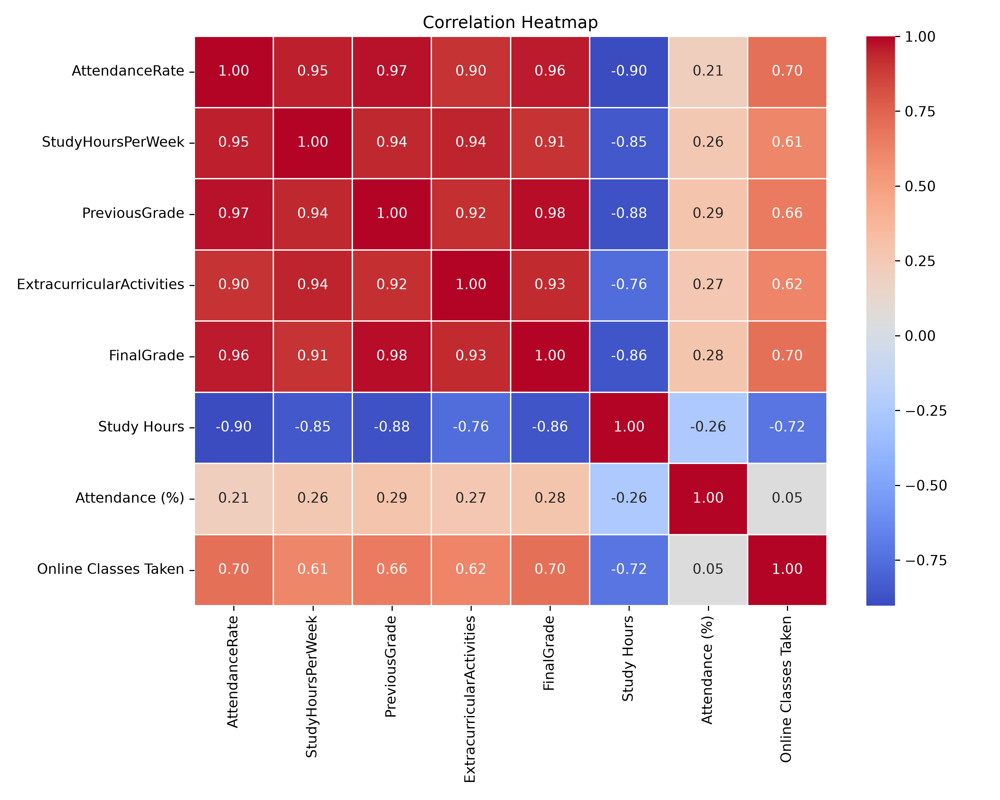 Correlation Heatmap
AttendanceRate 1.00 0.95 0.97 0.90 0.96 -0.90 0.21 0.70
StudyHoursPerWeek 0.95 1.00 0.94 0.94 0.91 -0.85 0.26 0.61
PreviousGrade 0.97 0.94 1.00 0.92 0.98 -0.88 0.29 0.66
ExtracurricularActivities 0.90 0.94 0.92 1.00 0.93 -0.76 0.27 0.62
FinalGrade 0.96 0.91 0.98 0.93 1.00 -0.86 0.28 0.70
Study Hours -0.90 -0.85 -0.88 -0.76 -0.86 1.00 -0.26 -0.72
Attendance (%) 0.21 0.26 0.29 0.27 0.28 -0.26 1.00 0.05
Online Classes Taken 0.70 0.61 0.66 0.62 0.70 -0.72 0.05 1.00
AttendanceRate
StudyHoursPerWeek
PreviousGrade
ExtracurricularActivities
FinalGrade
Study Hours
Attendance (%)
Online Classes Taken
1.00
0.75
0.50
0.25
0.00
−0.25
−0.50
−0.75